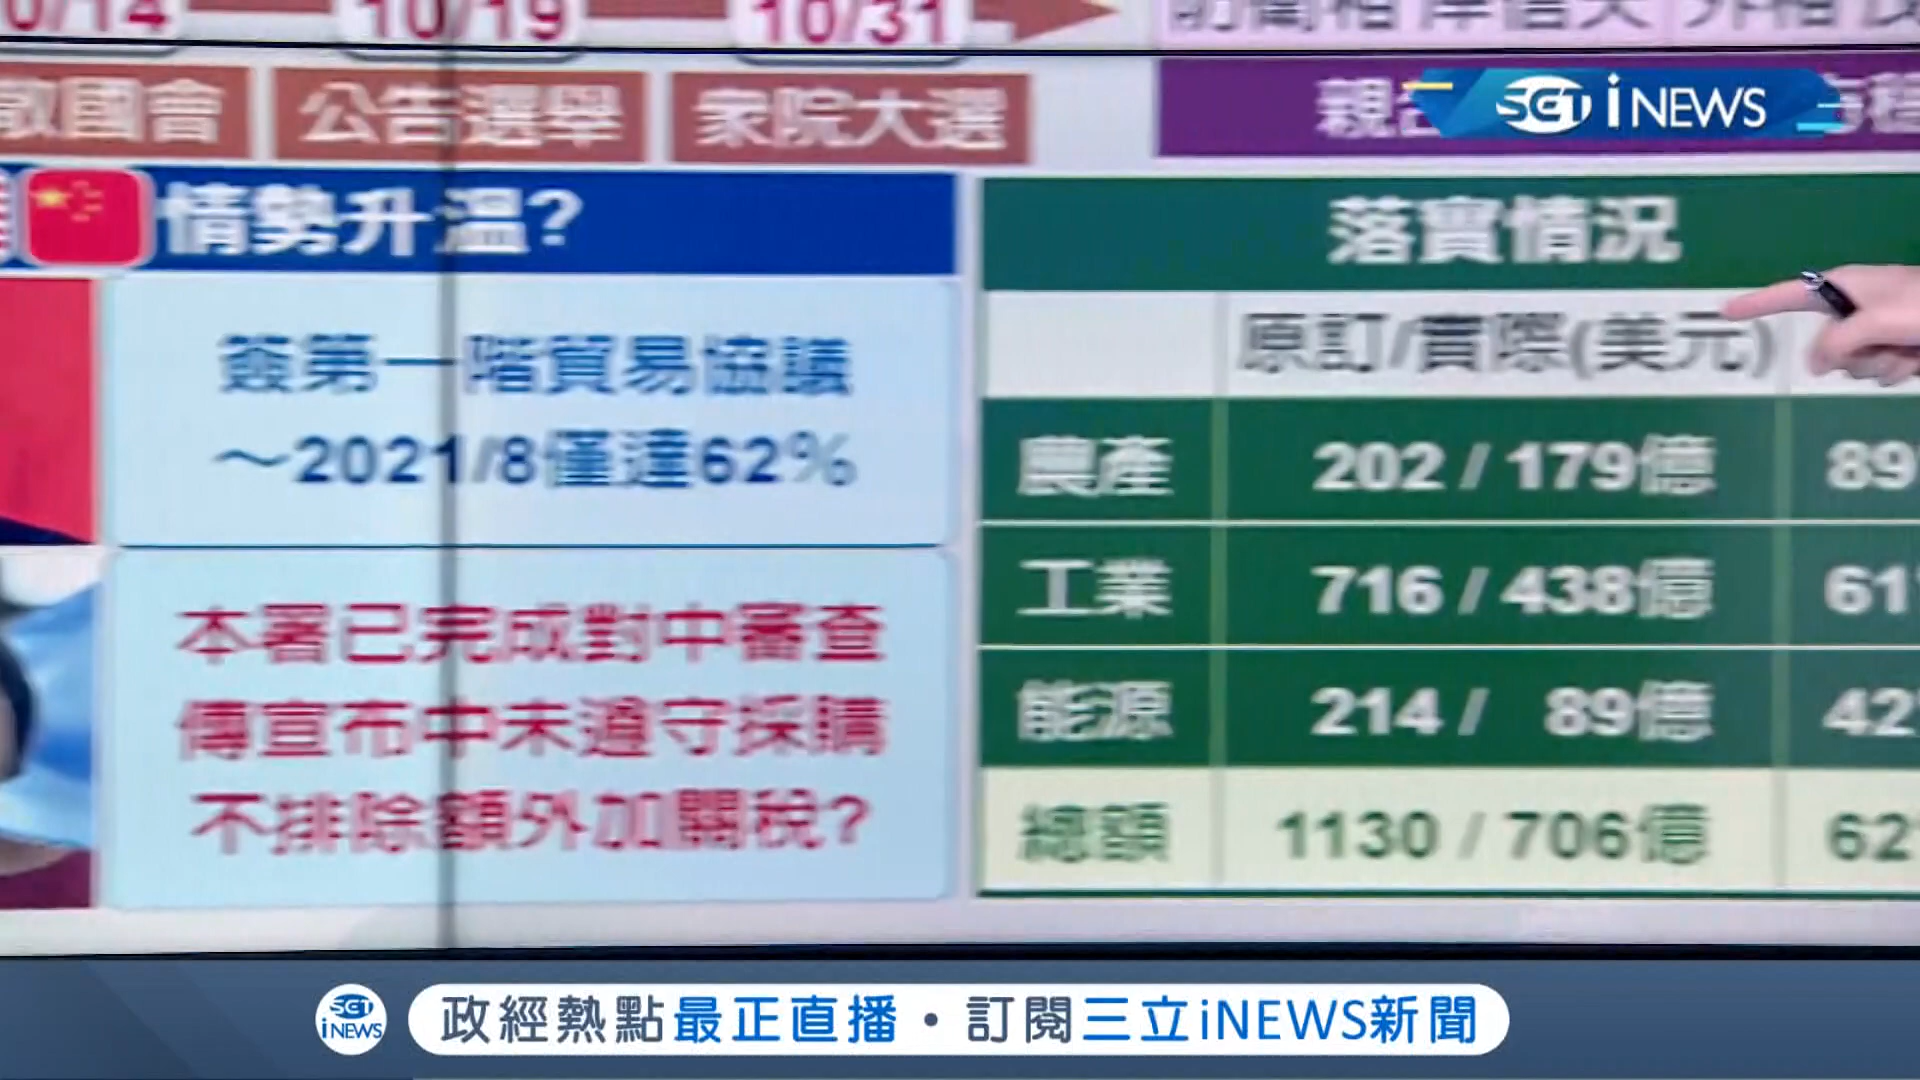 10/19
10/31
SET iNEWS
公告選舉
衆院大選
情勢升溫?
落實情況
簽第一階貿易協議
～2021/8僅達62%
原訂/實際(美元)
農產
202 / 179億
89
工業
716 / 438億
61
本署已完成對中審查
傳宣布中未遵守採購
不排除額外加關稅?
能源
214 / 89億
42
總額
1130 / 706億
62
SET iNEWS
政經熱點最正直播・訂閱三立iNEWS新聞